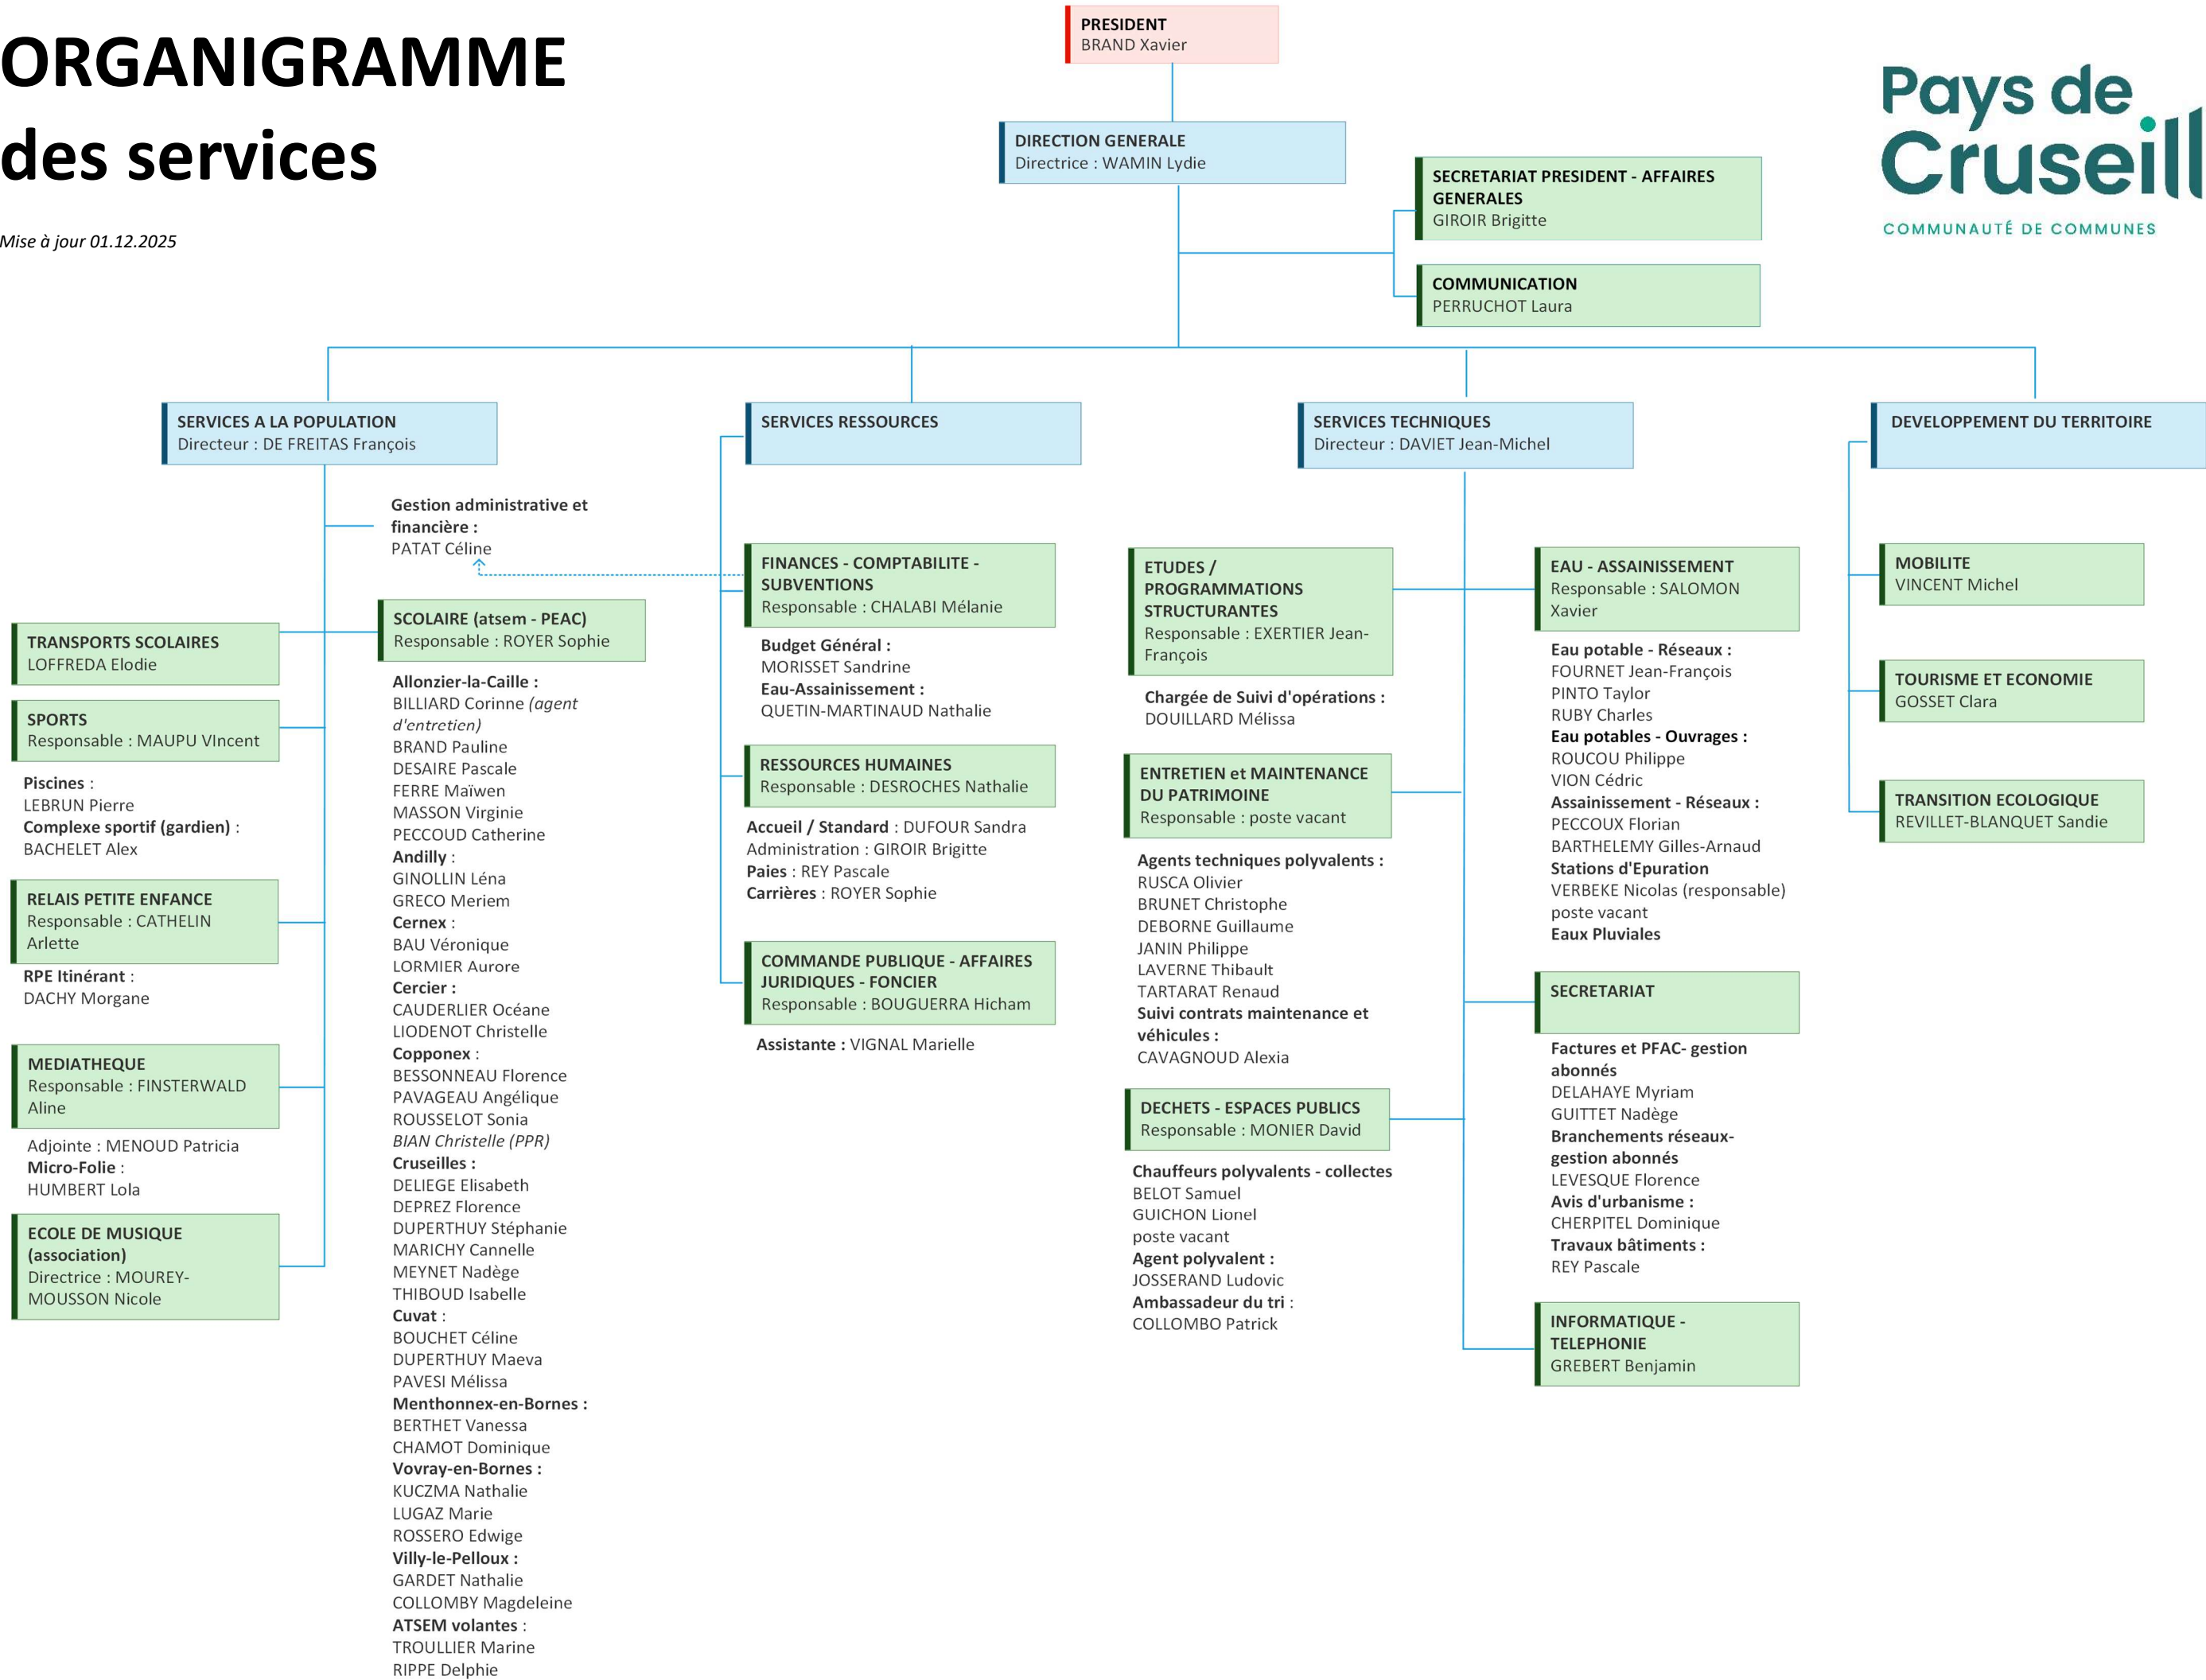 ORGANIGRAMME
des services
Mise à jour 01.12.2025
PRESIDENT
BRAND Xavier
DIRECTION GENERALE
Directrice : WAMIN Lydie
SECRETARIAT PRESIDENT - AFFAIRES
GENERALES
GIROIR Brigitte
COMMUNICATION
PERRUCHOT Laura
Pays de
Cruseill
COMMUNAUTÉ DE COMMUNES
SERVICES A LA POPULATION
Directeur : DE FREITAS François
Gestion administrative et
financière :
PATAT Céline
TRANSPORTS SCOLAIRES
LOFFREDA Elodie
SPORTS
Responsable : MAUPU VIncent
Piscines :
LEBRUN Pierre
Complexe sportif (gardien) :
BACHELET Alex
RELAIS PETITE ENFANCE
Responsable : CATHELIN
Arlette
RPE Itinérant :
DACHY Morgane
MEDIATHEQUE
Responsable : FINSTERWALD
Aline
Adjointe : MENOUD Patricia
Micro-Folie :
HUMBERT Lola
ECOLE DE MUSIQUE
(association)
Directrice : MOUREY-
MOUSSON Nicole
SCOLAIRE (atsem - PEAC)
Responsable : ROYER Sophie
Allonzier-la-Caille :
BILLIARD Corinne (agent
d'entretien)
BRAND Pauline
DESAIRE Pascale
FERRE Maïwen
MASSON Virginie
PECCOUD Catherine
Andilly :
GINOLLIN Léna
GRECO Meriem
Cernex :
BAU Véronique
LORMIER Aurore
Cercier :
CAUDERLIER Océane
LIODENOT Christelle
Copponex :
BESSONNEAU Florence
PAVAGEAU Angélique
ROUSSELOT Sonia
BIAN Christelle (PPR)
Cruseilles :
DELIEGE Elisabeth
DEPREZ Florence
DUPERTHUY Stéphanie
MARICHY Cannelle
MEYNET Nadège
THIBOUD Isabelle
Cuvat :
BOUCHET Céline
DUPERTHUY Maeva
PAVESI Mélissa
Menthonnex-en-Bornes :
BERTHET Vanessa
CHAMOT Dominique
Vovray-en-Bornes :
KUCZMA Nathalie
LUGAZ Marie
ROSSERO Edwige
Villy-le-Pelloux :
GARDET Nathalie
COLLOMBY Magdeleine
ATSEM volantes :
TROULLIER Marine
RIPPE Delphie
SERVICES RESSOURCES
FINANCES - COMPTABILITE -
SUBVENTIONS
Responsable : CHALABI Mélanie
Budget Général :
MORISSET Sandrine
Eau-Assainissement :
QUETIN-MARTINAUD Nathalie
RESSOURCES HUMAINES
Responsable : DESROCHES Nathalie
Accueil / Standard : DUFOUR Sandra
Administration : GIROIR Brigitte
Paies : REY Pascale
Carrières : ROYER Sophie
COMMANDE PUBLIQUE - AFFAIRES
JURIDIQUES - FONCIER
Responsable : BOUGUERRA Hicham
Assistante : VIGNAL Marielle
SERVICES TECHNIQUES
Directeur : DAVIET Jean-Michel
ETUDES /
PROGRAMMATIONS
STRUCTURANTES
Responsable : EXERTIER Jean-
François
Chargée de Suivi d'opérations :
DOUILLARD Mélissa
ENTRETIEN et MAINTENANCE
DU PATRIMOINE
Responsable : poste vacant
Agents techniques polyvalents :
RUSCA Olivier
BRUNET Christophe
DEBORNE Guillaume
JANIN Philippe
LAVERNE Thibault
TARTARAT Renaud
Suivi contrats maintenance et
véhicules :
CAVAGNOUD Alexia
DECHETS - ESPACES PUBLICS
Responsable : MONIER David
Chauffeurs polyvalents - collectes
BELOT Samuel
GUICHON Lionel
poste vacant
Agent polyvalent :
JOSSERAND Ludovic
Ambassadeur du tri :
COLLOMBO Patrick
EAU - ASSAINISSEMENT
Responsable : SALOMON
Xavier
Eau potable - Réseaux :
FOURNET Jean-François
PINTO Taylor
RUBY Charles
Eau potables - Ouvrages :
ROUCOU Philippe
VION Cédric
Assainissement - Réseaux :
PECCOUX Florian
BARTHELEMY Gilles-Arnaud
Stations d'Epuration
VERBEKE Nicolas (responsable)
poste vacant
Eaux Pluviales
SECRETARIAT
Factures et PFAC- gestion
abonnés
DELAHAYE Myriam
GUITTET Nadège
Branchements réseaux-
gestion abonnés
LEVESQUE Florence
Avis d'urbanisme :
CHERPITEL Dominique
Travaux bâtiments :
REY Pascale
INFORMATIQUE -
TELEPHONIE
GREBERT Benjamin
DEVELOPPEMENT DU TERRITOIRE
MOBILITE
VINCENT Michel
TOURISME ET ECONOMIE
GOSSET Clara
TRANSITION ECOLOGIQUE
REVILLET-BLANQUET Sandie